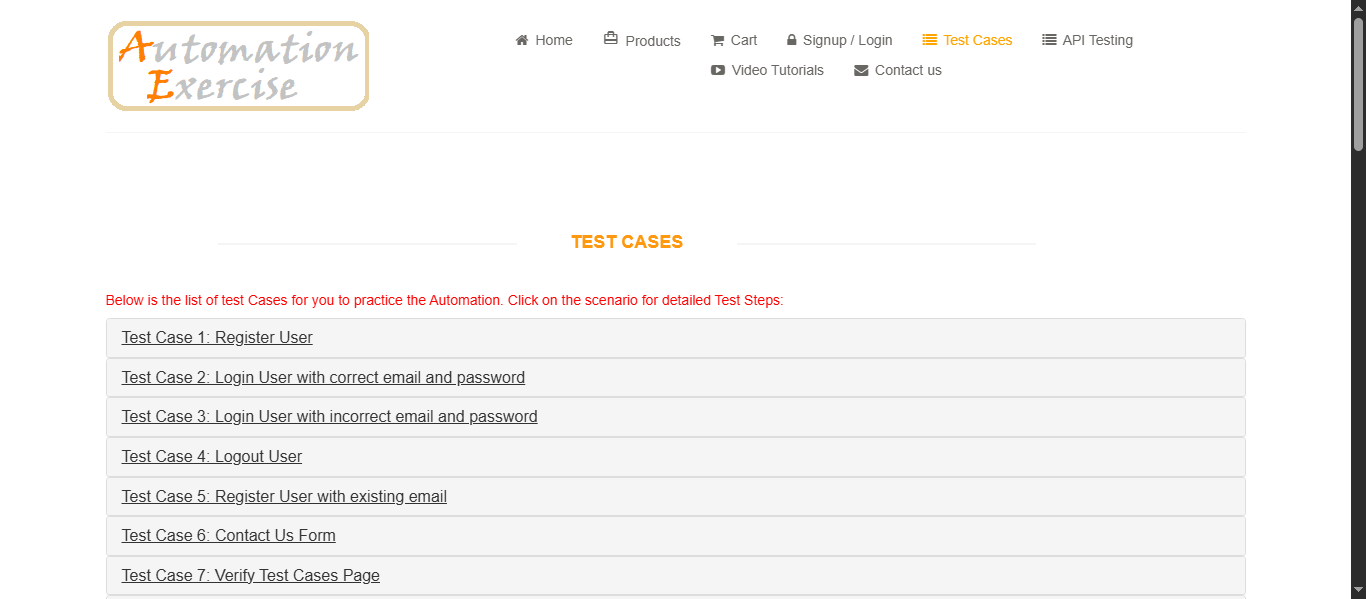 Automation
Exercise
Home Products Cart Signup / Login Test Cases API Testing
Video Tutorials Contact us
TEST CASES
Below is the list of test Cases for you to practice the Automation. Click on the scenario for detailed Test Steps:
Test Case 1: Register User
Test Case 2: Login User with correct email and password
Test Case 3: Login User with incorrect email and password
Test Case 4: Logout User
Test Case 5: Register User with existing email
Test Case 6: Contact Us Form
Test Case 7: Verify Test Cases Page